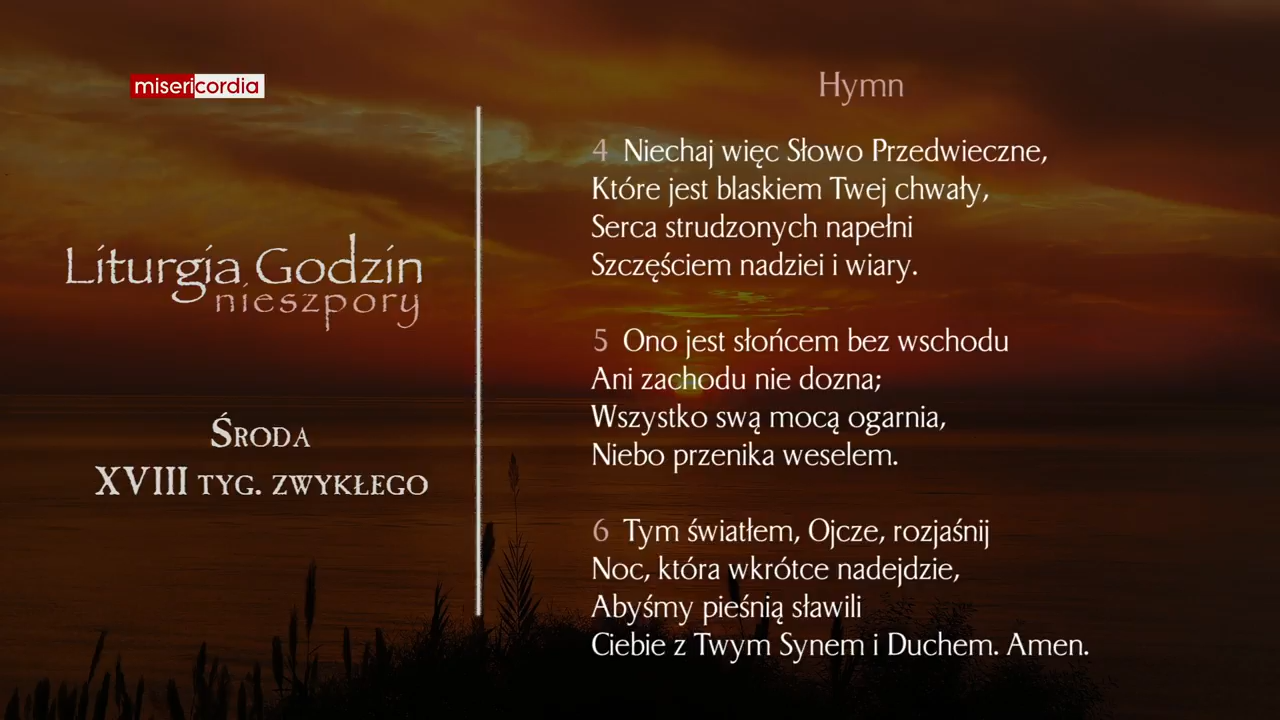 misericordia
Liturgia Godzin
nieszpory
Środa
XVIII tyg. zwykłego
Hymn
4 Niechaj więc Słowo Przedwieczne,
Które jest blaskiem Twej chwały,
Serca strudzonych napełni
Szczęściem nadziei i wiary.
5 Ono jest słońcem bez wschodu
Ani zachodu nie dozna;
Wszystko swą mocą ogarnia,
Niebo przenika weselem.
6 Tym światłem, Ojcze, rozjaśnij
Noc, która wkrótce nadejdzie,
Abyśmy pieśnią sławili
Ciebie z Twym Synem i Duchem. Amen.